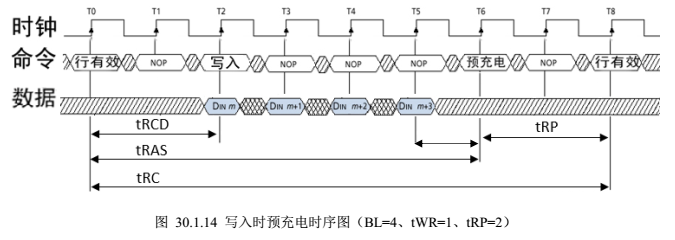 T0 T1 T2 T3 T4 T5 T6 T7 T8
时钟
命令 行有效 NOP 写入 NOP NOP NOP 预充电 NOP 行有效
数据 DIN m DIN m+1 DIN m+2 DIN m+3
tRCD tRP
tRAS
tRC
图 30.1.14 写入时预充电时序图（BL=4、tWR=1、tRP=2）